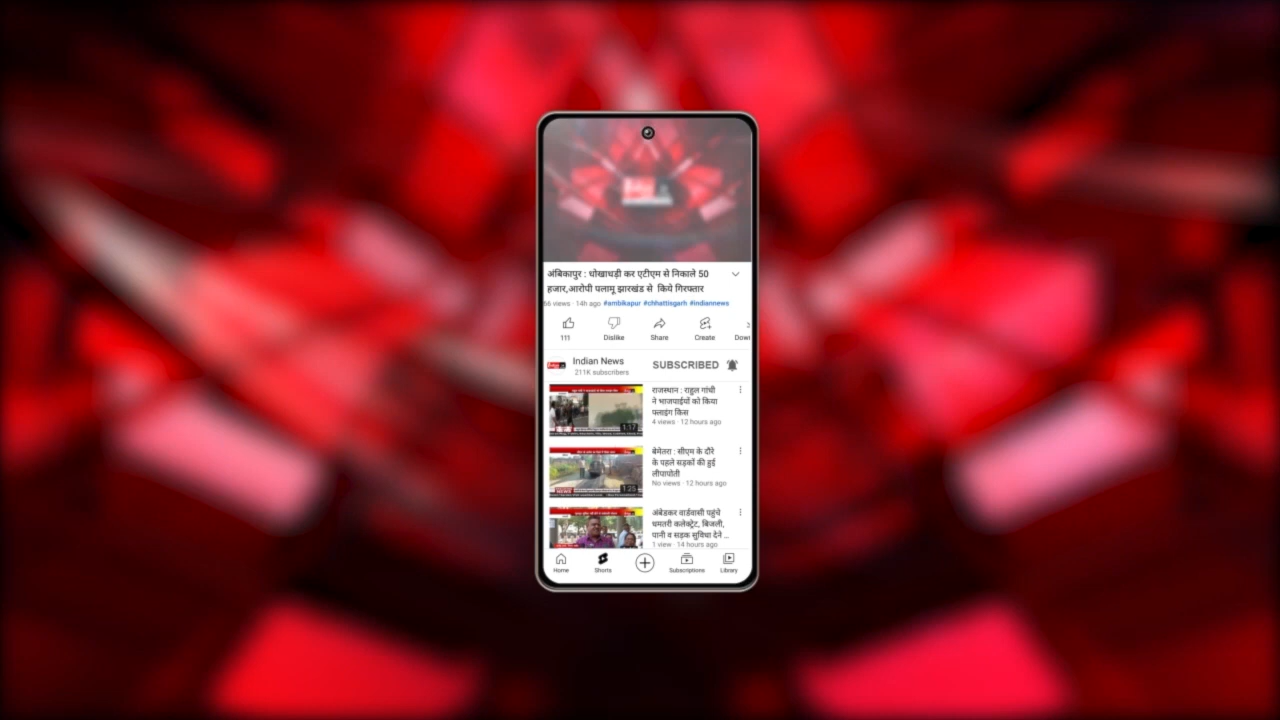 अंबिकापुर : धोखाधड़ी कर एटीएम से निकाले 50
हजार,आरोपी पलामू झारखंड से किये गिरफ्तार
66 views · 14h ago #ambikapur #chhattisgarh #indiannews
111
Dislike
Share
Create
Dow
Indian News
211K subscribers
SUBSCRIBED
राजस्थान : राहुल गांधी
ने भाजपाईयों को किया
फ्लाइंग किस
4 views · 12 hours ago
1:17
बेमेतरा : सीएम के दौरे
के पहले सड़कों की हुई
लीपापोती
No views · 12 hours ago
1:25
अंबेडकर वार्डवासी पहुंचे
धमतरी कलेक्ट्रेट, बिजली,
पानी व सड़क सुविधा देने ...
1 view · 14 hours ago
Home
Shorts
Subscriptions
Library